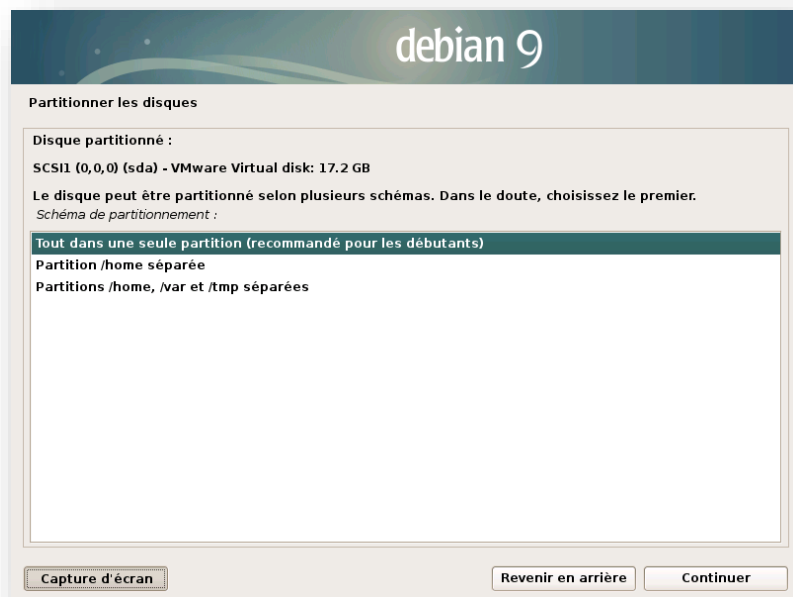 debian 9
Partitionner les disques
Disque partitionné :
SCSI1 (0,0,0) (sda) - VMware Virtual disk: 17.2 GB
Le disque peut être partitionné selon plusieurs schémas. Dans le doute, choisissez le premier.
Schéma de partitionnement :
Tout dans une seule partition (recommandé pour les débutants)
Partition /home séparée
Partitions /home, /var et /tmp séparées
Capture d'écran
Revenir en arrière
Continuer